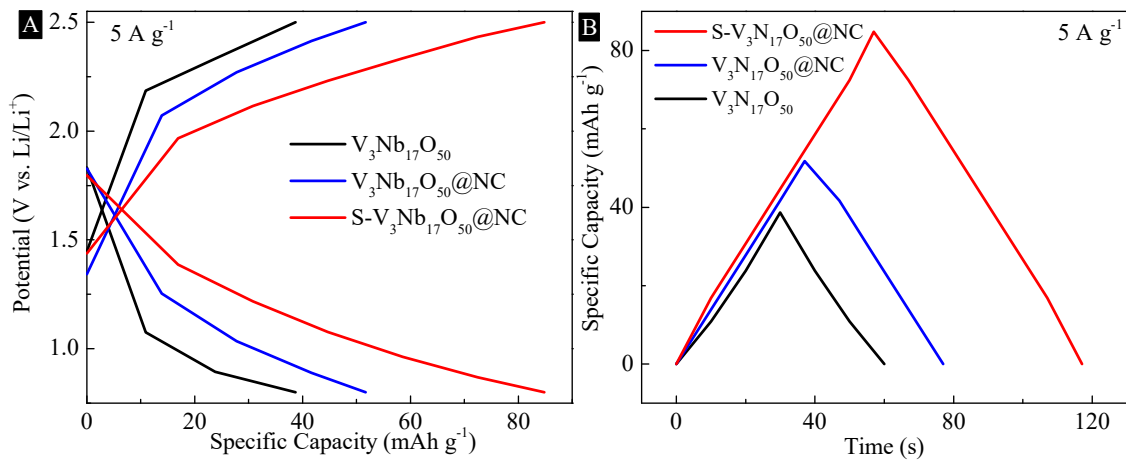 A
5 A g⁻¹
2.5
2.0
1.5
1.0
Potential (V vs. Li/Li⁺)
V₃Nb₁₇O₅₀
V₃Nb₁₇O₅₀@NC
S-V₃Nb₁₇O₅₀@NC
0 20 40 60 80
Specific Capacity (mAh g⁻¹)
B
5 A g⁻¹
80
40
0
Specific Capacity (mAh g⁻¹)
S-V₃N₁₇O₅₀@NC
V₃N₁₇O₅₀@NC
V₃N₁₇O₅₀
0 40 80 120
Time (s)